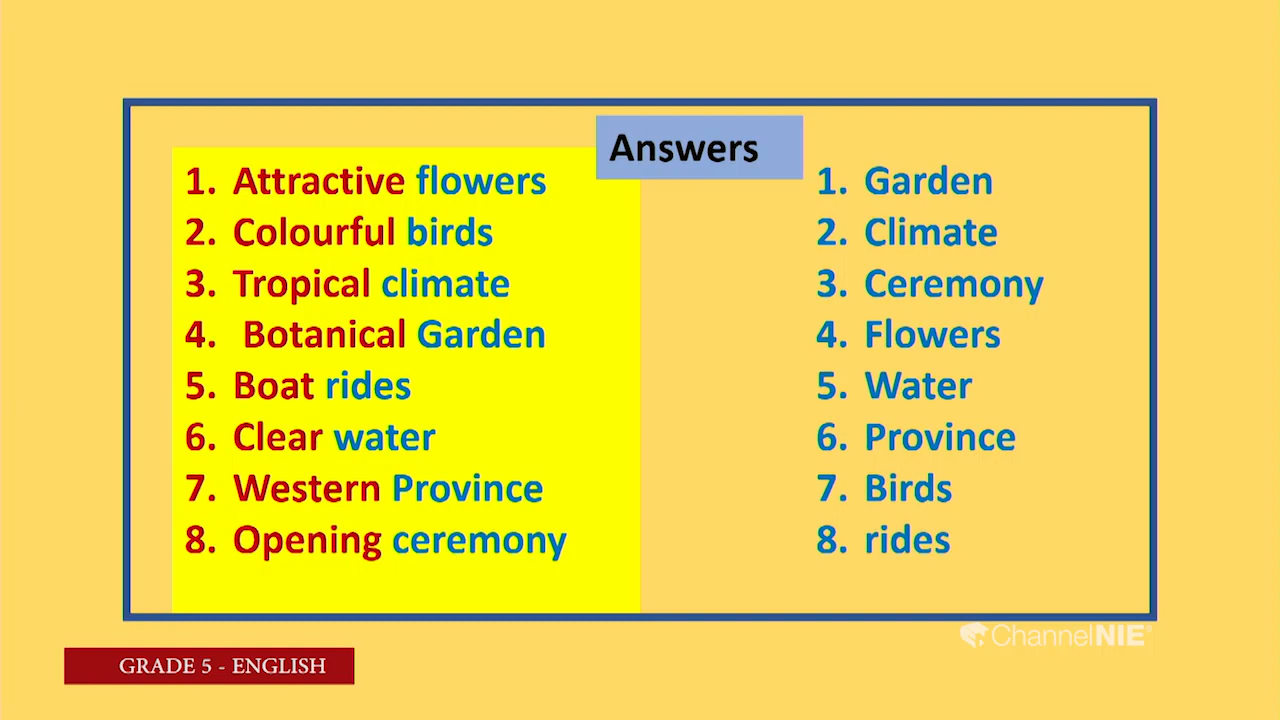 Answers
1. Attractive flowers
2. Colourful birds
3. Tropical climate
4. Botanical Garden
5. Boat rides
6. Clear water
7. Western Province
8. Opening ceremony
1. Garden
2. Climate
3. Ceremony
4. Flowers
5. Water
6. Province
7. Birds
8. rides
ChannelNIE
GRADE 5 - ENGLISH